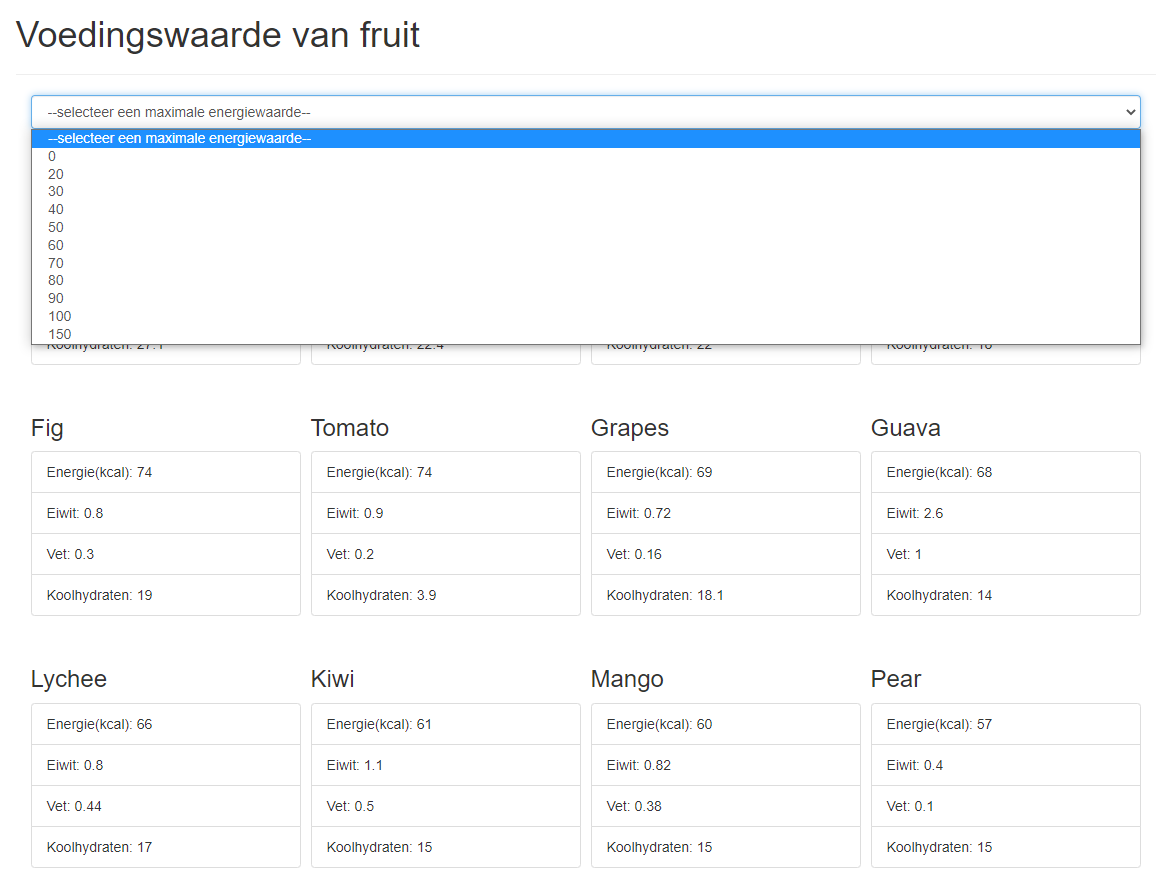 Voedingswaarde van fruit
--selecteer een maximale energiewaarde--
--selecteer een maximale energiewaarde--
0
20
30
40
50
60
70
80
90
100
150
Koolhydraten: 27.1 Koolhydraten: 22.4 Koolhydraten: 22 Koolhydraten:
Fig Tomato Grapes Guava
Energie(kcal): 74 Energie(kcal): 74 Energie(kcal): 69 Energie(kcal): 68
Eiwit: 0.8 Eiwit: 0.9 Eiwit: 0.72 Eiwit: 2.6
Vet: 0.3 Vet: 0.2 Vet: 0.16 Vet: 1
Koolhydraten: 19 Koolhydraten: 3.9 Koolhydraten: 18.1 Koolhydraten: 14
Lychee Kiwi Mango Pear
Energie(kcal): 66 Energie(kcal): 61 Energie(kcal): 60 Energie(kcal): 57
Eiwit: 0.8 Eiwit: 1.1 Eiwit: 0.82 Eiwit: 0.4
Vet: 0.44 Vet: 0.5 Vet: 0.38 Vet: 0.1
Koolhydraten: 17 Koolhydraten: 15 Koolhydraten: 15 Koolhydraten: 15